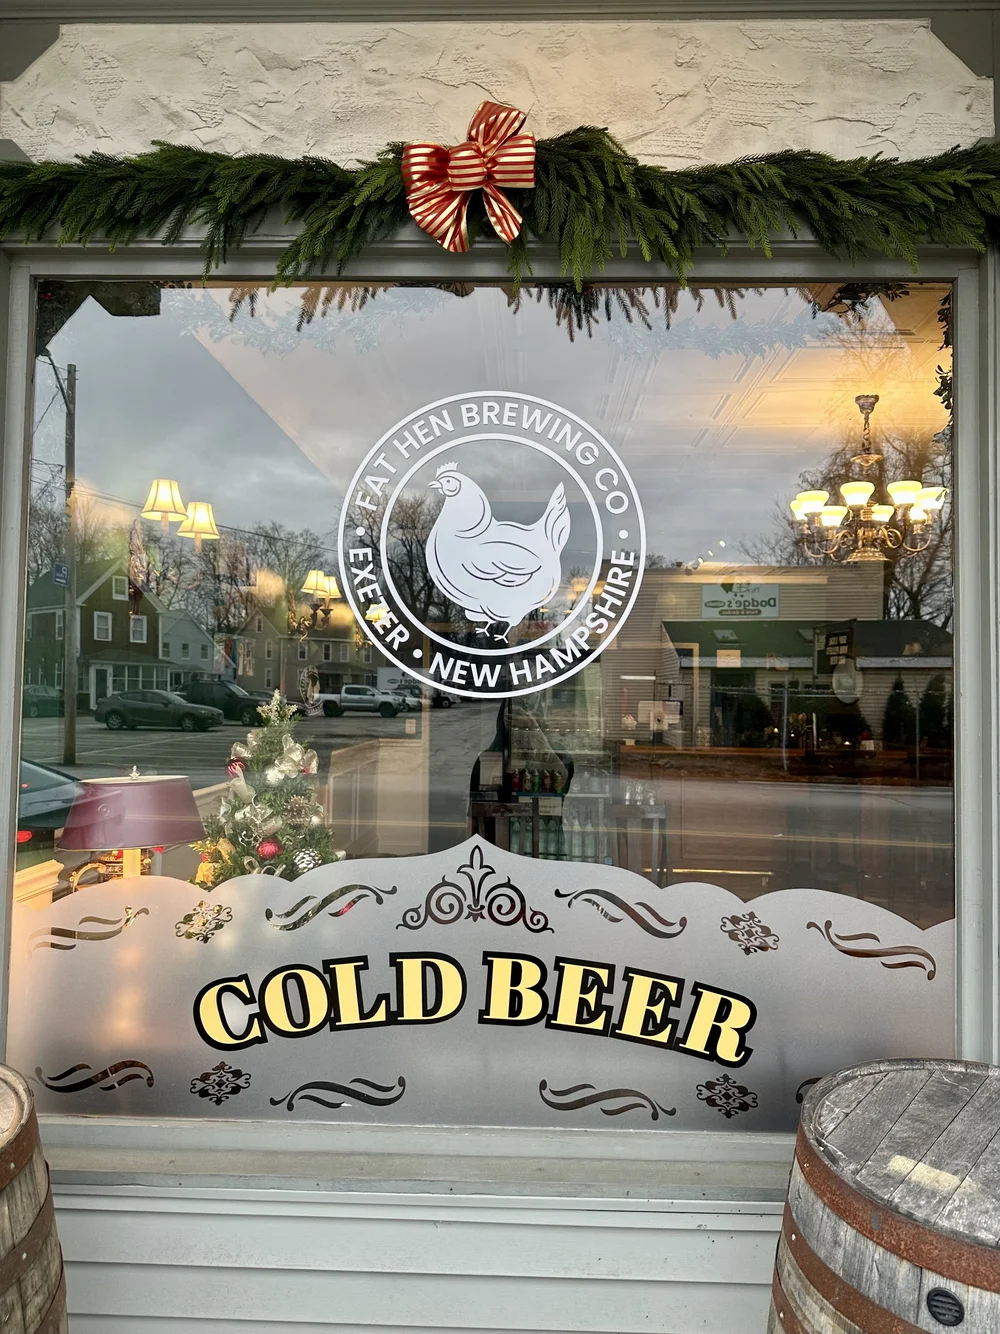 FAT HEN BREWING CO
• EXETER • NEW HAMPSHIRE •
Dodge's
COLD BEER